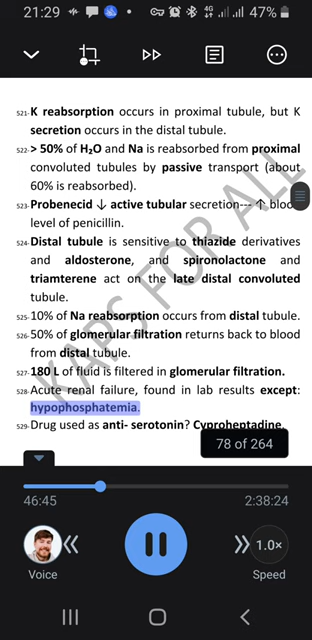 21:29
4G
47%
521- K reabsorption occurs in proximal tubule, but K
secretion occurs in the distal tubule.
522- > 50% of H₂O and Na is reabsorbed from proximal
convoluted tubules by passive transport (about
60% is reabsorbed).
523- Probenecid ↓ active tubular secretion--- ↑ bloo
level of penicillin.
524- Distal tubule is sensitive to thiazide derivatives
and aldosterone, and spironolactone and
triamterene act on the late distal convoluted
tubule.
525- 10% of Na reabsorption occurs from distal tubule.
526- 50% of glomerular filtration returns back to blood
from distal tubule.
527- 180 L of fluid is filtered in glomerular filtration.
528- Acute renal failure, found in lab results except:
hypophosphatemia.
529- Drug used as anti- serotonin? Cyproheptadine.
KAPS FOR ALL
78 of 264
46:45
2:38:24
1.0×
Voice
Speed